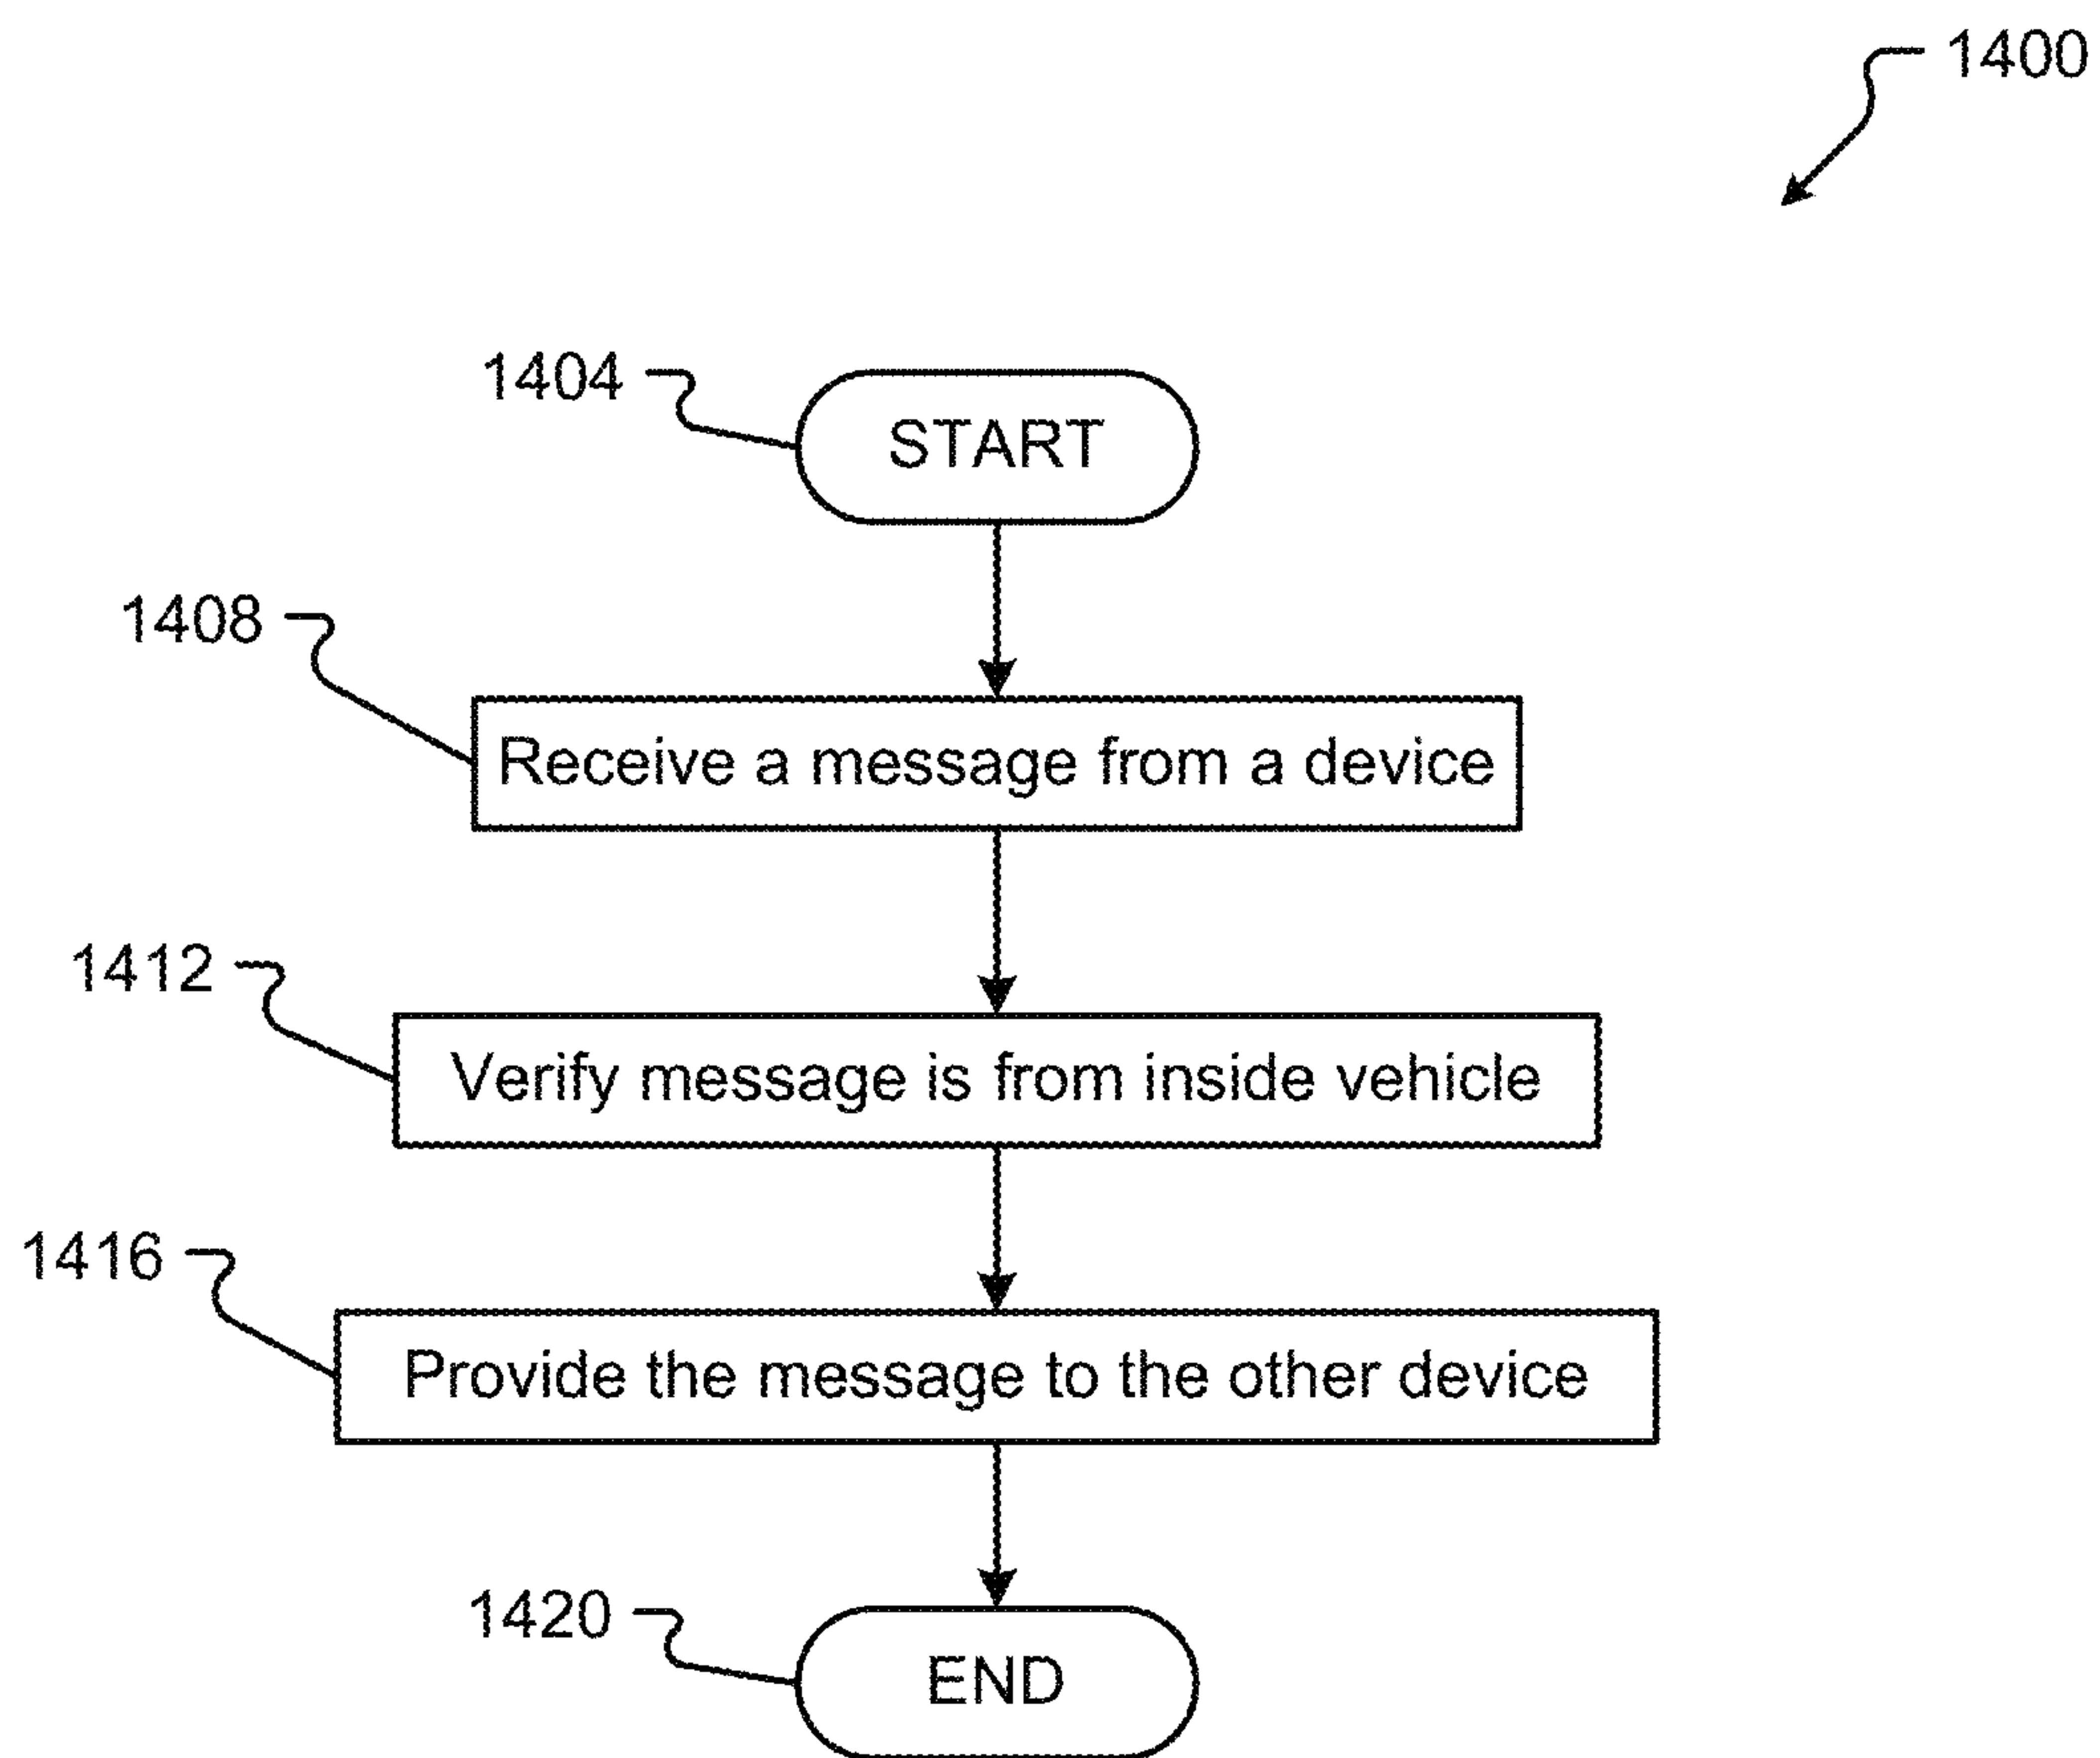 1400
1404
START
1408
Receive a message from a device
1412
Verify message is from inside vehicle
1416
Provide the message to the other device
1420
END